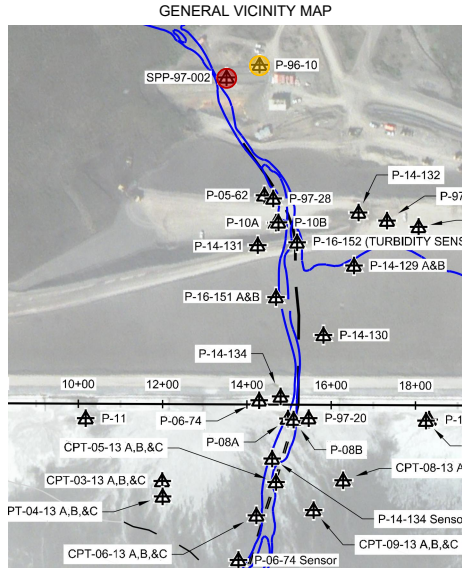 GENERAL VICINITY MAP
P-96-10
SPP-97-002
P-14-132
P-05-62
P-97-28
P-97
P-10A
P-10B
P-14-131
P-16-152 (TURBIDITY SENS
P-14-129 A&B
P-16-151 A&B
P-14-130
P-14-134
10+00
12+00
14+00
16+00
18+00
P-11
P-06-74
P-97-20
P-1
P-08A
P-08B
CPT-05-13 A,B,&C
CPT-08-13 A
CPT-03-13 A,B,&C
PT-04-13 A,B,&C
P-14-134 Senso
CPT-09-13 A,B,&C
CPT-06-13 A,B,&C
P-06-74 Sensor